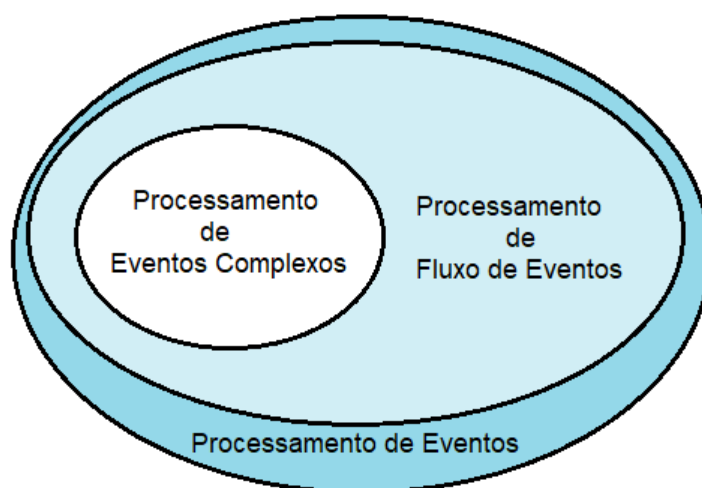 Processamento
de
Eventos Complexos
Processamento
de
Fluxo de Eventos
Processamento de Eventos